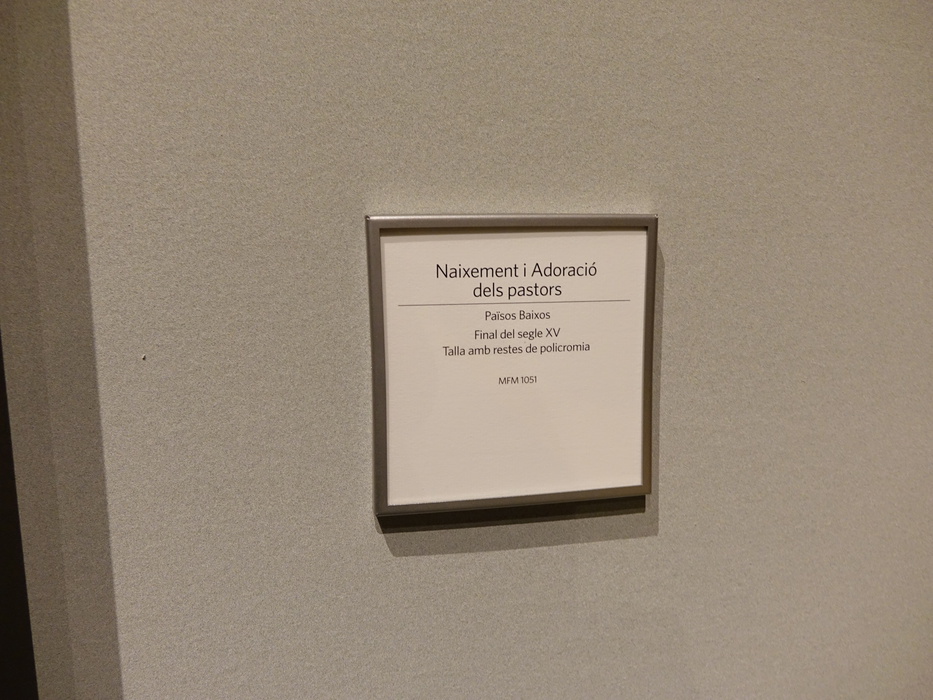 Naixement i Adoració
dels pastors
Països Baixos
Final del segle XV
Talla amb restes de policromia
MFM 1051